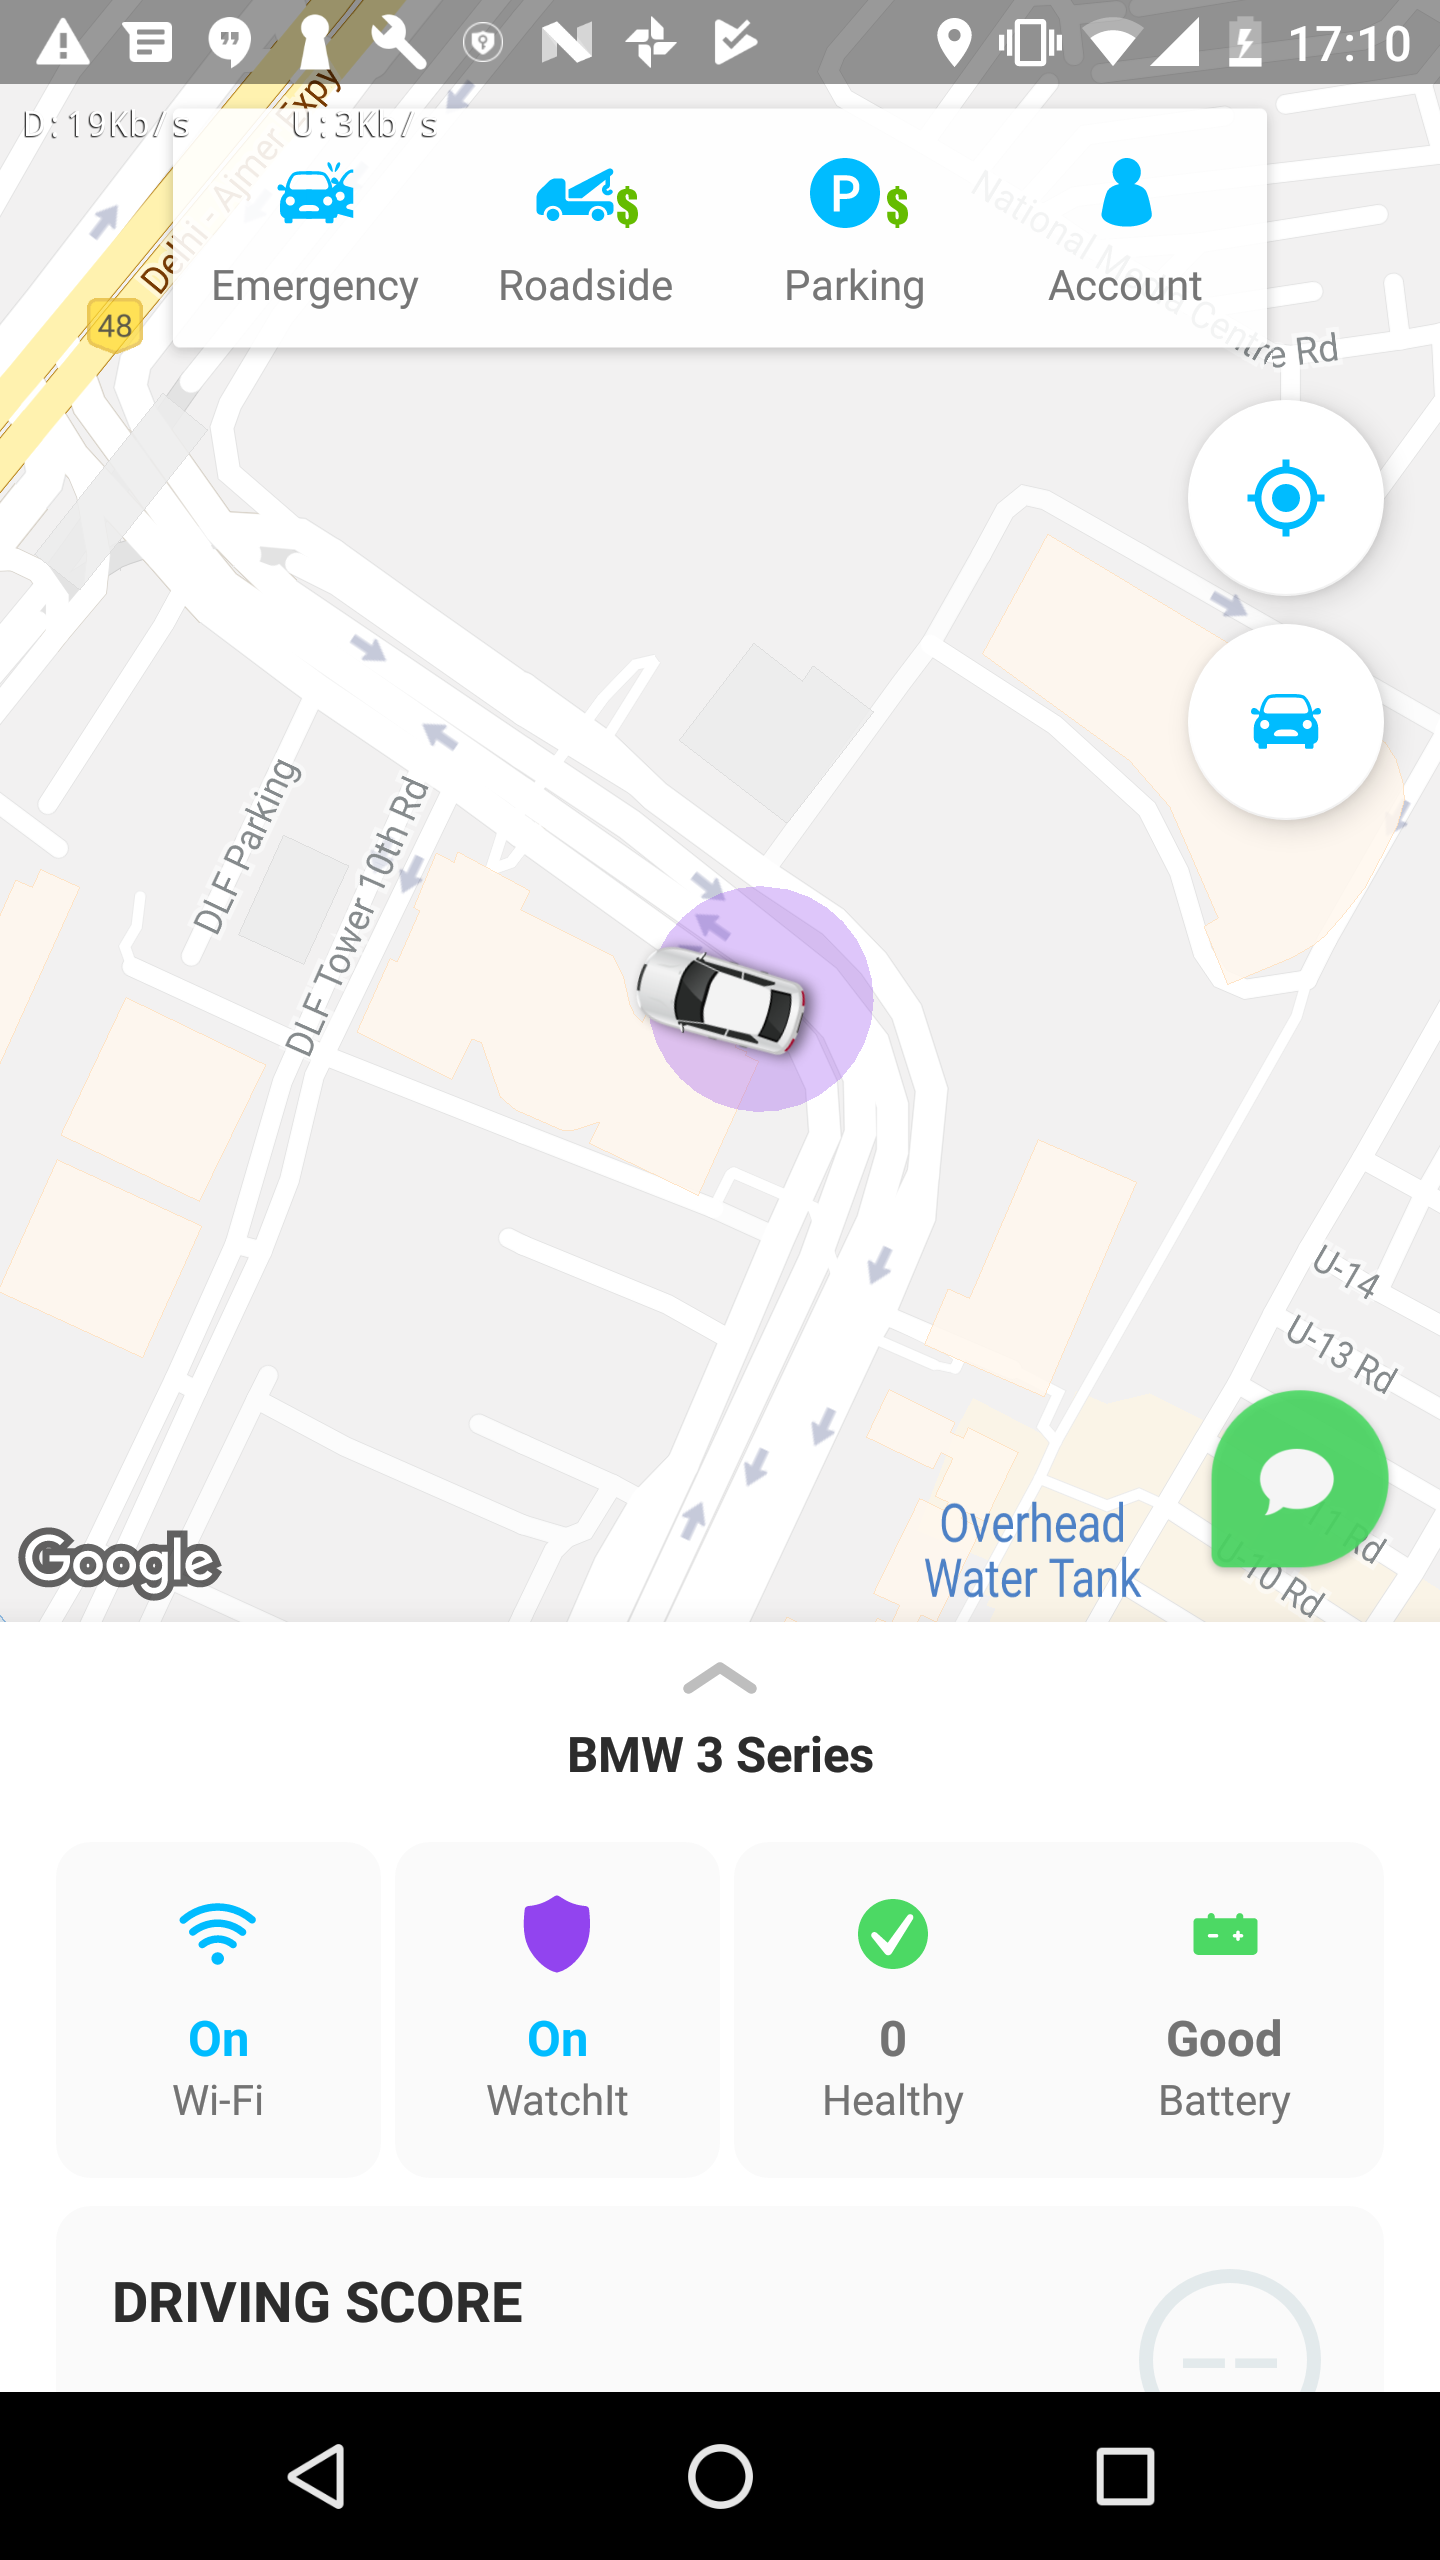 17:10
D:19Kb/s U:3Kb/s
Delhi - Ajmer Expy
48
Emergency
Roadside
P
Parking
Account
National Media Centre Rd
DLF Parking
DLF Tower 10th Rd
U-14
U-13 Rd
11 Rd
U-10 Rd
Overhead
Water Tank
Google
BMW 3 Series
On
Wi-Fi
On
WatchIt
0
Healthy
Good
Battery
DRIVING SCORE
--